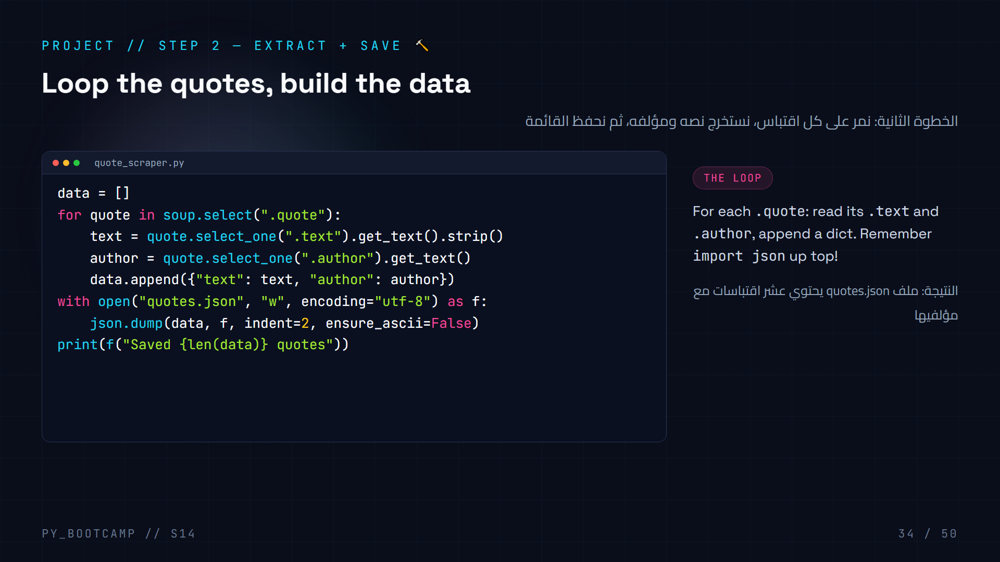 PROJECT // STEP 2 — EXTRACT + SAVE 🔨
Loop the quotes, build the data
الخطوة الثانية: نمر على كل اقتباس، نستخرج نصه ومؤلفه، ثم نحفظ القائمة
quote_scraper.py
data = []
for quote in soup.select(".quote"):
    text = quote.select_one(".text").get_text().strip()
    author = quote.select_one(".author").get_text()
    data.append({"text": text, "author": author})
with open("quotes.json", "w", encoding="utf-8") as f:
    json.dump(data, f, indent=2, ensure_ascii=False)
print(f("Saved {len(data)} quotes"))
THE LOOP
For each .quote: read its .text and
.author, append a dict. Remember
import json up top!
النتيجة: ملف quotes.json يحتوي عشر اقتباسات مع
مؤلفيها
PY_BOOTCAMP // S14
34 / 50